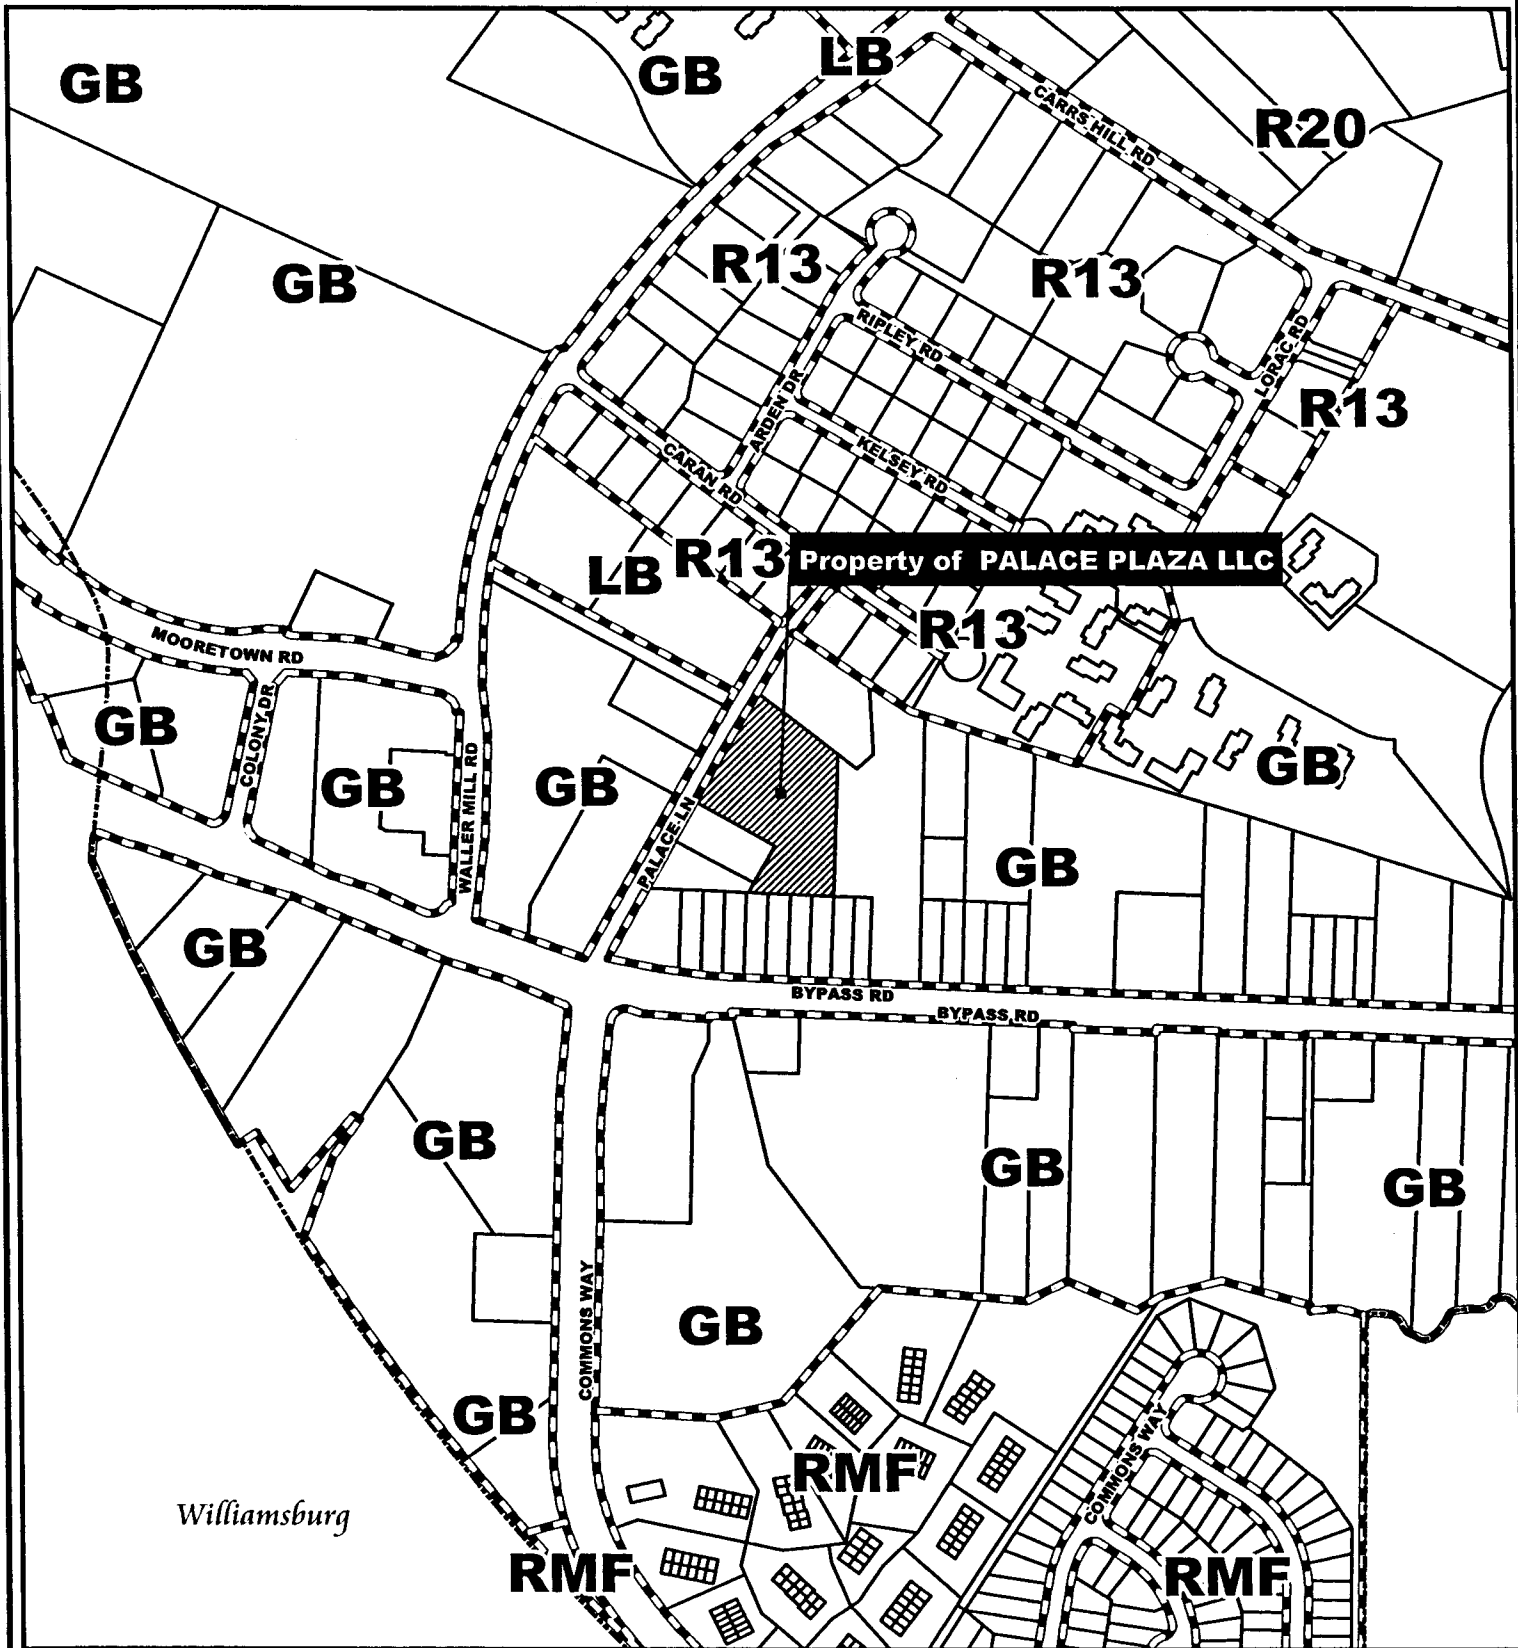 LB
GB
GB
CARRS HILL RD
R20
R13
R13
GB
RIPLEY RD
LORAC RD
ARDEN DR
R13
KELSEY RD
CARAN RD
R13
LB
Property of PALACE PLAZA LLC
R13
MOORETOWN RD
COLONY DR
GB
GB
WALLER MILL RD
GB
PALACE LN
GB
GB
GB
BYPASS RD
BYPASS RD
GB
GB
GB
COMMONS WAY
GB
GB
RMF
COMMONS WAY
Williamsburg
RMF
RMF